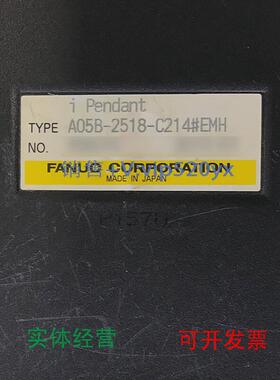 i Pendant
TYPE A05B-2518-C214#EMH
NO.
FANUC CORPORATION
MADE IN JAPAN
实体经营 可开发票